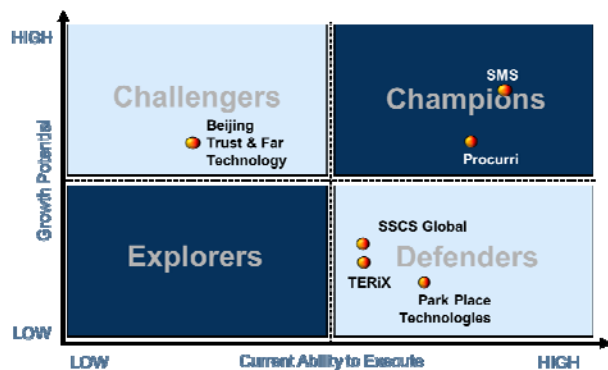 HIGH
SMS
Challengers
Champions
Beijing
Trust & Far
Technology
Procurri
Growth Potential
SSCS Global
Explorers
Defenders
TERiX
Park Place
Technologies
LOW
LOW
Current Ability to Execute
HIGH